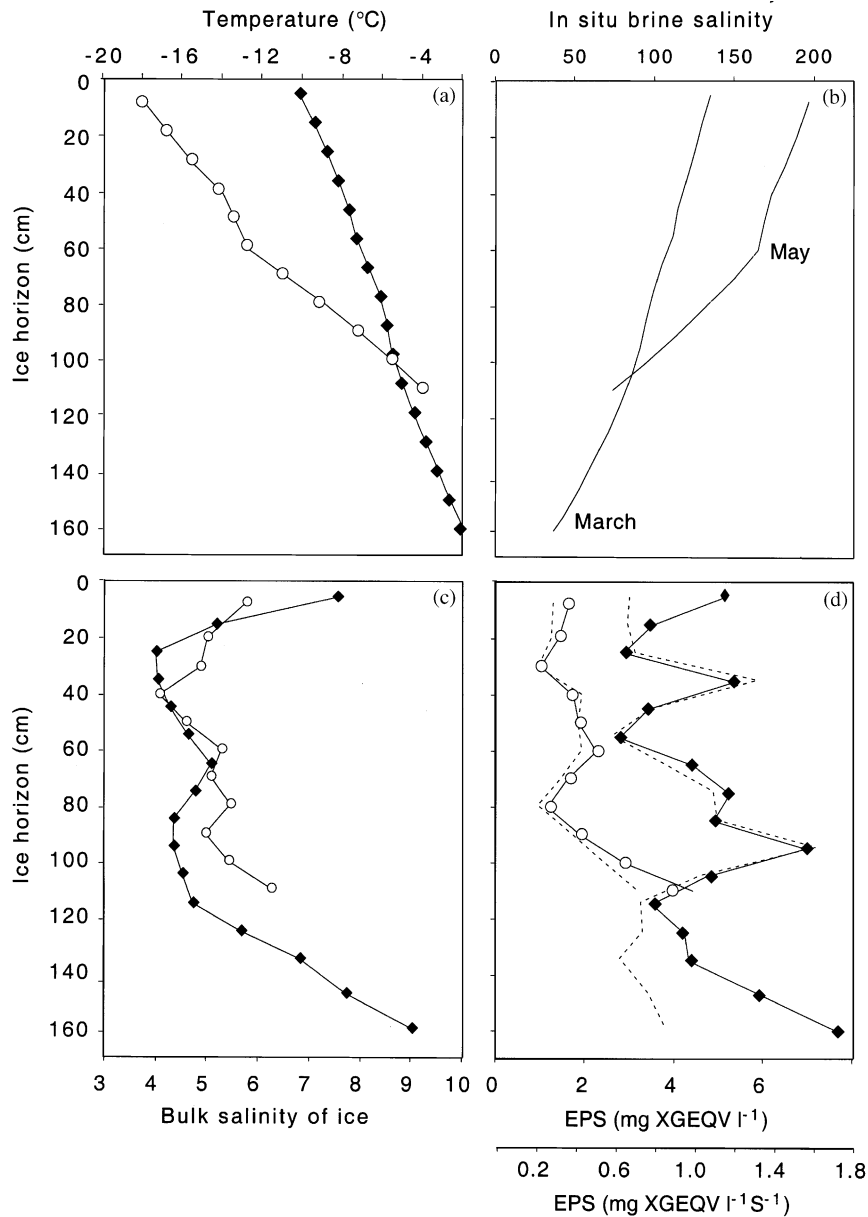 Temperature (°C)
-20 -16 -12 -8 -4
In situ brine salinity
0 50 100 150 200
(a)
(b)
0
20
40
60
80
100
120
140
160
Ice horizon (cm)
May
March
(c)
(d)
0
20
40
60
80
100
120
140
160
Ice horizon (cm)
3 4 5 6 7 8 9 10
Bulk salinity of ice
0 2 4 6
EPS (mg XGEQV l⁻¹)
0.2 0.6 1.0 1.4 1.8
EPS (mg XGEQV l⁻¹S⁻¹)